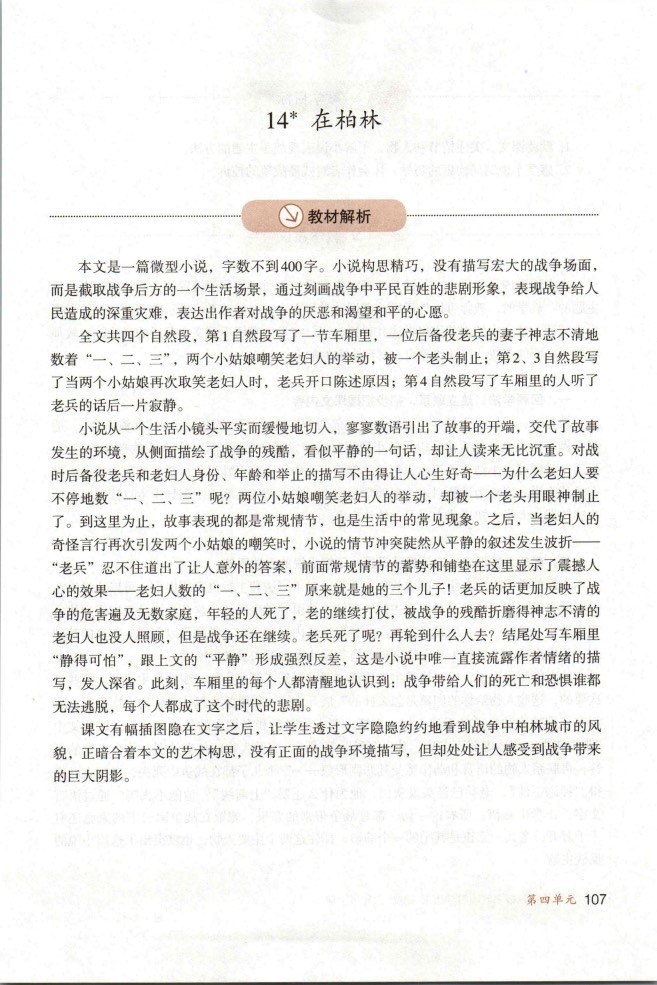 14* 在柏林
教材解析
本文是一篇微型小说，字数不到400字。小说构思精巧，没有描写宏大的战争场面，
而是截取战争后方的一个生活场景，通过刻画战争中平民百姓的悲剧形象，表现战争给人
民造成的深重灾难，表达出作者对战争的厌恶和渴望和平的心愿。
全文共四个自然段，第1自然段写了一节车厢里，一位后备役老兵的妻子神志不清地
数着“一、二、三”，两个小姑娘嘲笑老妇人的举动，被一个老头制止；第2、3自然段写
了当两个小姑娘再次取笑老妇人时，老兵开口陈述原因；第4自然段写了车厢里的人听了
老兵的话后一片寂静。
小说从一个生活小镜头平实而缓慢地切入，寥寥数语引出了故事的开端，交代了故事
发生的环境，从侧面描绘了战争的残酷，看似平静的一句话，却让人读来无比沉重。对战
时后备役老兵和老妇人身份、年龄和举止的描写不由得让人心生好奇——为什么老妇人要
不停地数“一、二、三”呢？两位小姑娘嘲笑老妇人的举动，却被一个老头用眼神制止
了。到这里为止，故事表现的都是常规情节，也是生活中的常见现象。之后，当老妇人的
奇怪言行再次引发两个小姑娘的嘲笑时，小说的情节冲突陡然从平静的叙述发生波折——
“老兵”忍不住道出了让人意外的答案，前面常规情节的蓄势和铺垫在这里显示了震撼人
心的效果——老妇人数的“一、二、三”原来就是她的三个儿子！老兵的话更加反映了战
争的危害遍及无数家庭，年轻的人死了，老的继续打仗，被战争的残酷折磨得神志不清的
老妇人也没人照顾，但是战争还在继续。老兵死了呢？再轮到什么人去？结尾处写车厢里
“静得可怕”，跟上文的“平静”形成强烈反差，这是小说中唯一直接流露作者情绪的描
写，发人深省。此刻，车厢里的每个人都清醒地认识到：战争带给人们的死亡和恐惧谁都
无法逃脱，每个人都成了这个时代的悲剧。
课文有幅插图隐在文字之后，让学生透过文字隐隐约约地看到战争中柏林城市的风
貌，正暗合着本文的艺术构思，没有正面的战争环境描写，但却处处让人感受到战争带来
的巨大阴影。
第四单元 107